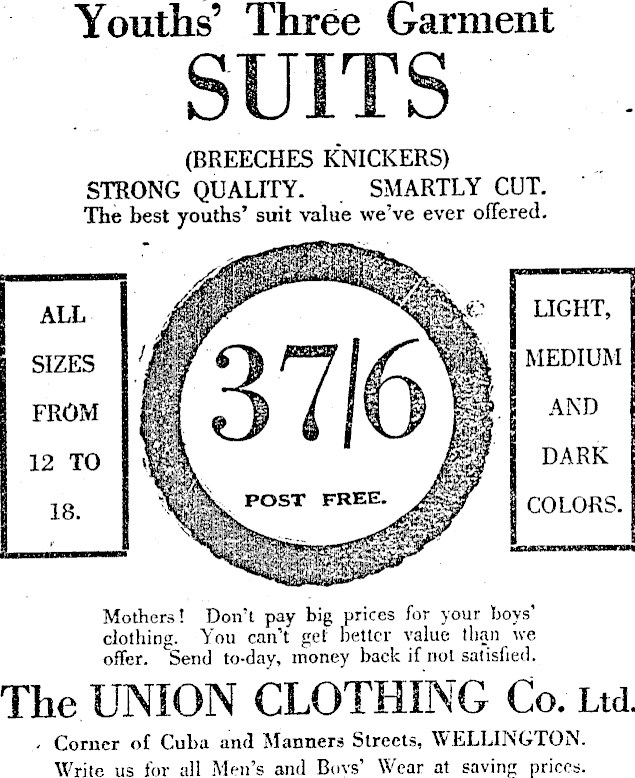 Youths' Three Garment
SUITS
(BREECHES KNICKERS)
STRONG QUALITY. SMARTLY CUT.
The best youths' suit value we've ever offered.
ALL
SIZES
FROM
12 TO
18.
37/6
POST FREE.
LIGHT,
MEDIUM
AND
DARK
COLORS.
Mothers! Don't pay big prices for your boys'
clothing. You can't get better value than we
offer. Send to-day, money back if not satisfied.
The UNION CLOTHING Co. Ltd.
Corner of Cuba and Manners Streets, WELLINGTON.
Write us for all Men's and Boys' Wear at saving prices.